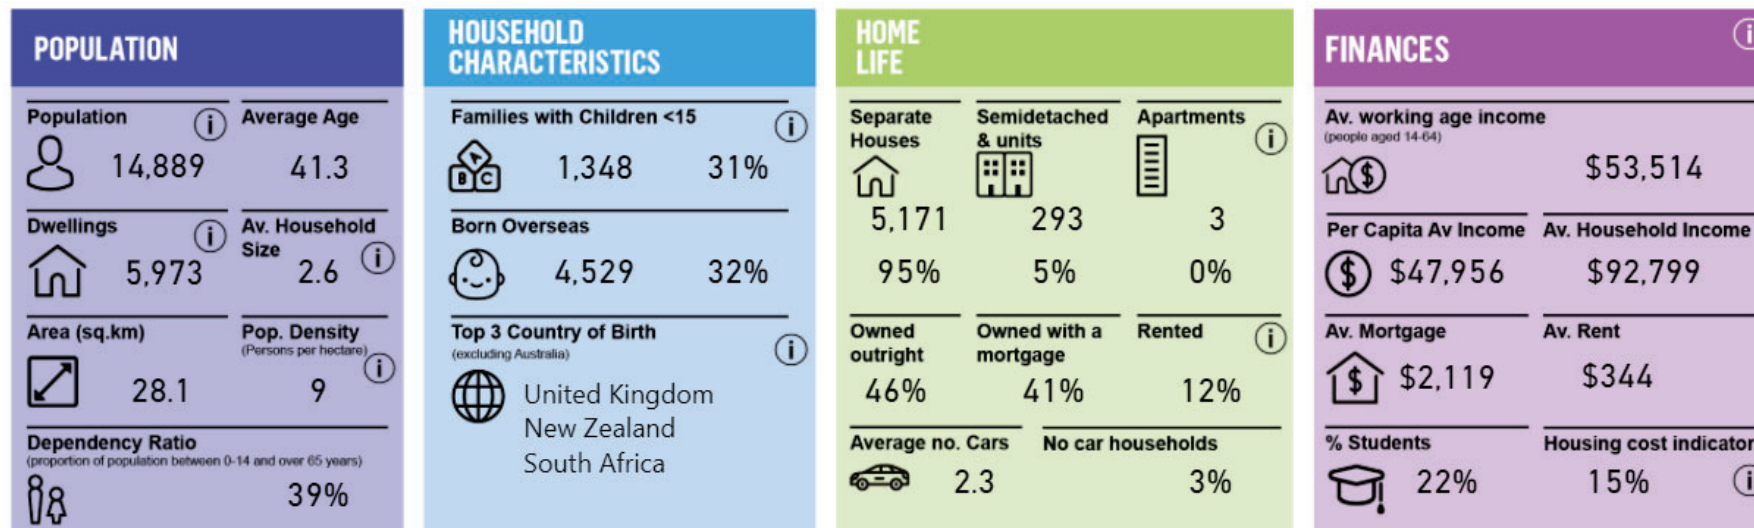 POPULATION
Population
Average Age
14,889
41.3
Dwellings
Av. Household
Size
5,973
2.6
Area (sq.km)
Pop. Density
(Persons per hectare)
28.1
9
Dependency Ratio
(proportion of population between 0-14 and over 65 years)
39%
HOUSEHOLD
CHARACTERISTICS
Families with Children <15
1,348 31%
Born Overseas
4,529 32%
Top 3 Country of Birth
(excluding Australia)
United Kingdom
New Zealand
South Africa
HOME
LIFE
Separate
Houses
Semidetached
& units
Apartments
5,171 293 3
95% 5% 0%
Owned
outright
Owned with a
mortgage
Rented
46% 41% 12%
Average no. Cars
No car households
2.3 3%
FINANCES
Av. working age income
(people aged 14-64)
$53,514
Per Capita Av Income
Av. Household Income
$47,956 $92,799
Av. Mortgage
Av. Rent
$2,119 $344
% Students
Housing cost indicator
22% 15%